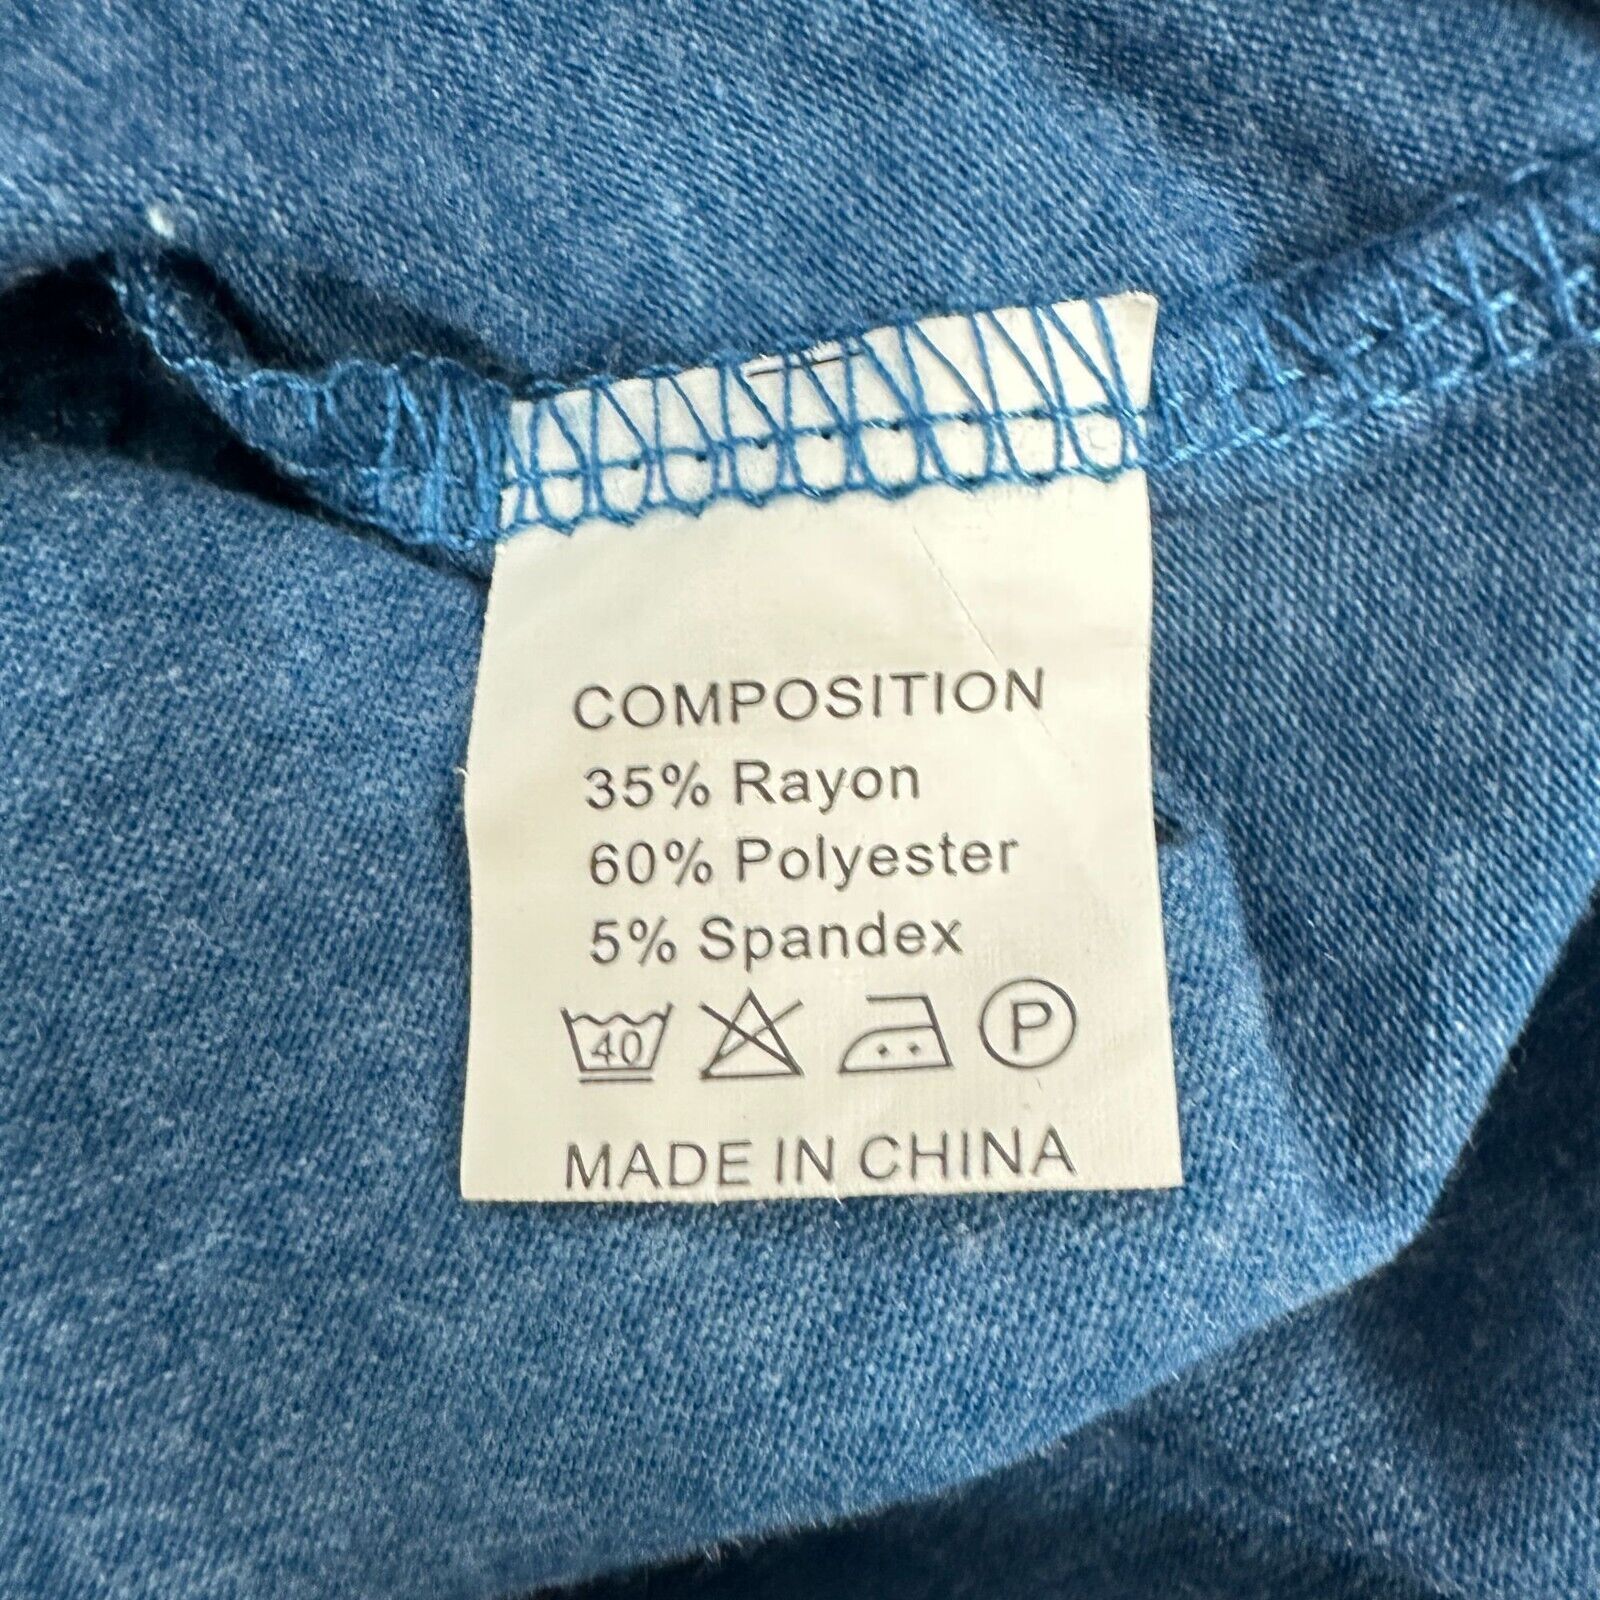 COMPOSITION
35% Rayon
60% Polyester
5% Spandex
40 P
MADE IN CHINA